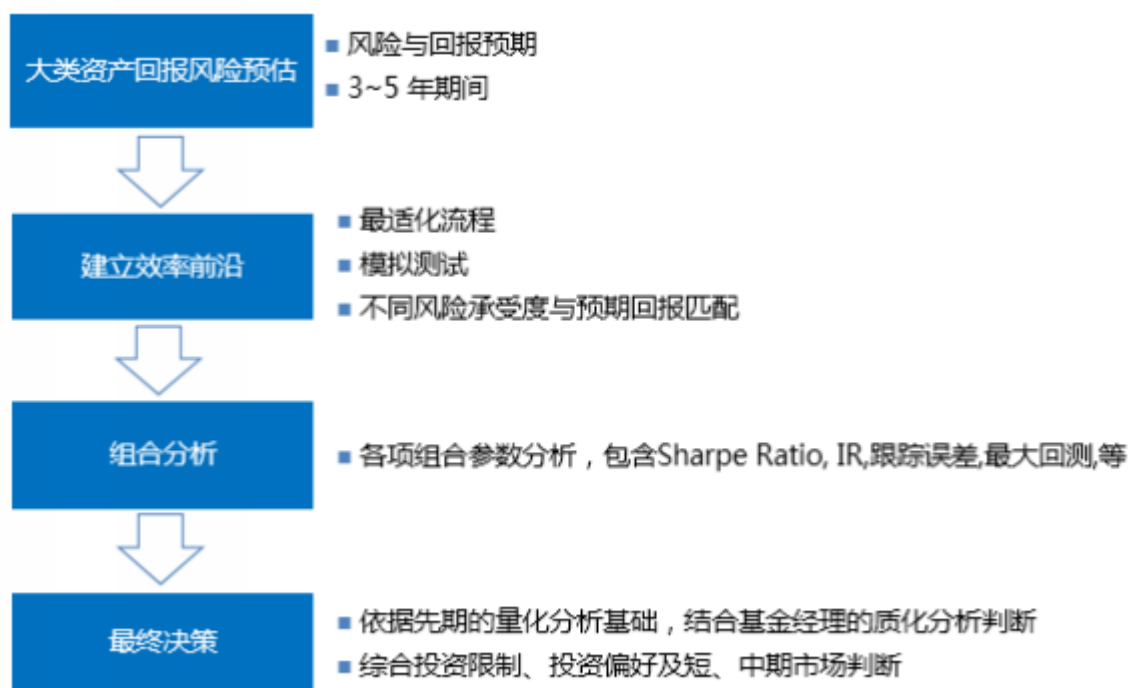 大类资产回报风险预估
■ 风险与回报预期
■ 3~5 年期间
建立效率前沿
■ 最适化流程
■ 模拟测试
■ 不同风险承受度与预期回报匹配
组合分析
■ 各项组合参数分析，包含Sharpe Ratio, IR,跟踪误差,最大回测,等
最终决策
■ 依据先期的量化分析基础，结合基金经理的质化分析判断
■ 综合投资限制、投资偏好及短、中期市场判断